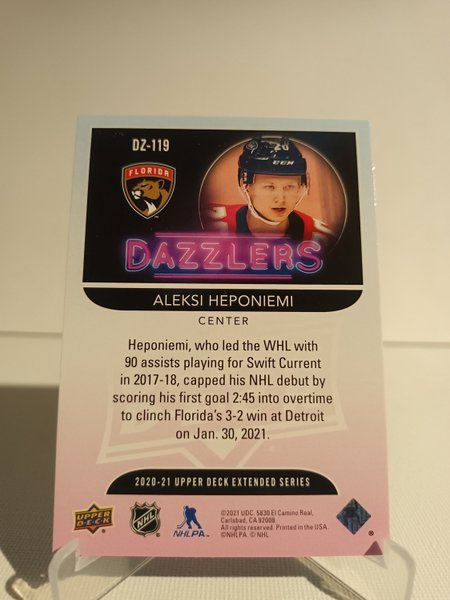 DZ-119
FLORIDA
CCM
DAZZLERS
ALEKSI HEPONIEMI
CENTER
Heponiemi, who led the WHL with
90 assists playing for Swift Current
in 2017-18, capped his NHL debut by
scoring his first goal 2:45 into overtime
to clinch Florida's 3-2 win at Detroit
on Jan. 30, 2021.
2020-21 UPPER DECK EXTENDED SERIES
UPPER DECK
NHL
NHLPA
©2021 UDC. 5830 El Camino Real,
Carlsbad, CA 92008.
All rights reserved. Printed in the USA.
©NHLPA. © NHL.